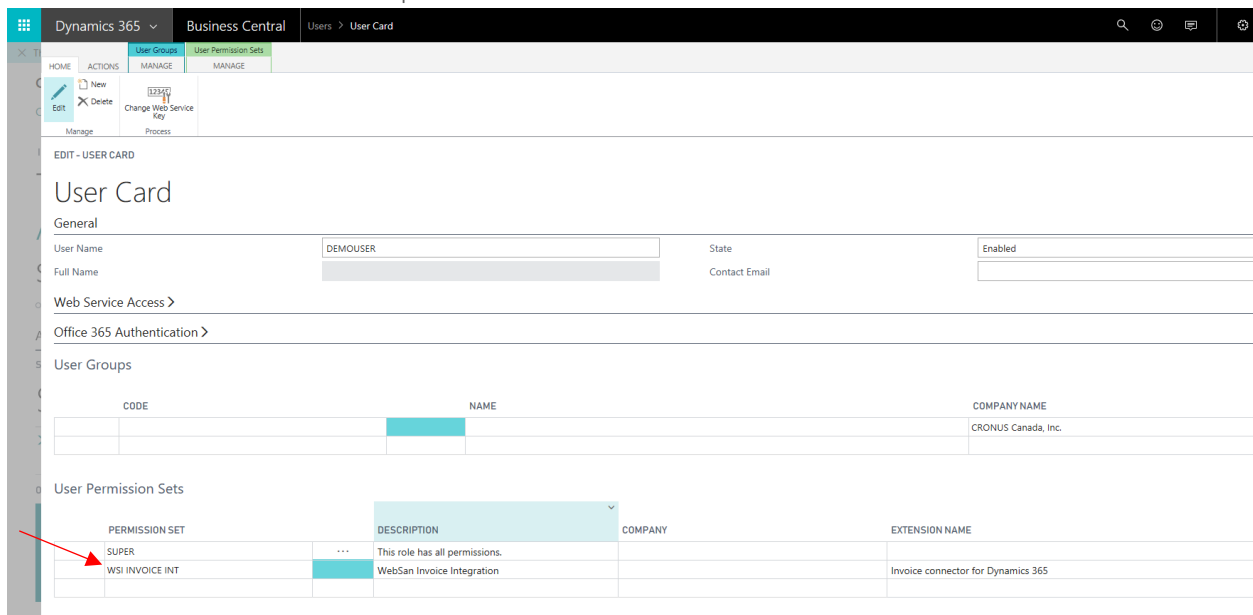 Dynamics 365 Business Central Users > User Card
User Groups User Permission Sets
HOME ACTIONS MANAGE MANAGE
Edit New Delete Change Web Service Key
12345
Manage Process
EDIT - USER CARD
User Card
General
User Name DEMOUSER State Enabled
Full Name Contact Email
Web Service Access >
Office 365 Authentication >
User Groups
CODE NAME COMPANY NAME
CRONUS Canada, Inc.
User Permission Sets
PERMISSION SET DESCRIPTION COMPANY EXTENSION NAME
SUPER ... This role has all permissions.
WSI INVOICE INT WebSan Invoice Integration Invoice connector for Dynamics 365